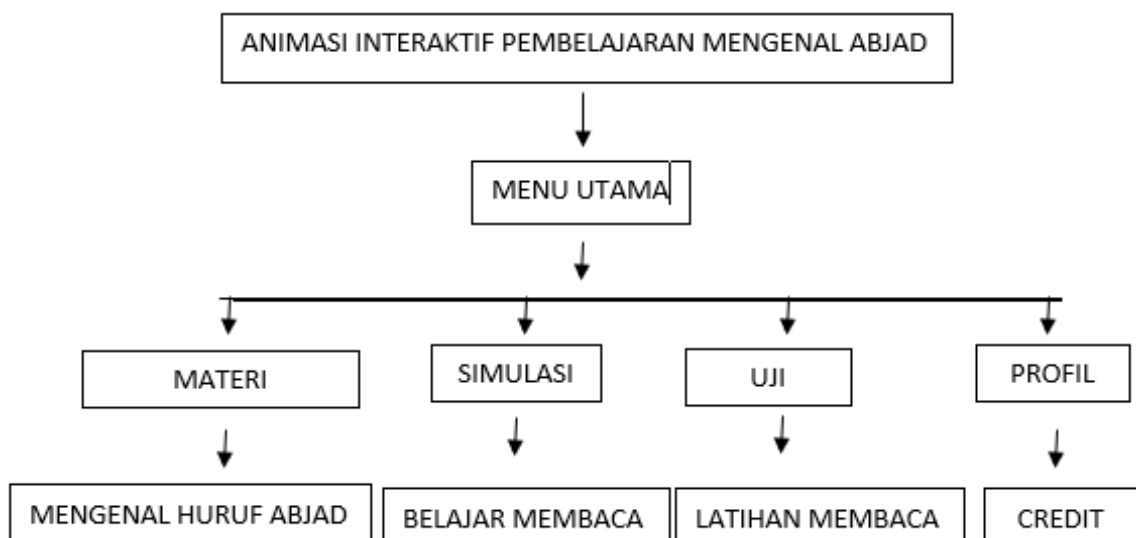 ANIMASI INTERAKTIF PEMBELAJARAN MENGENAL ABJAD
MENU UTAMA
MATERI
SIMULASI
UJI
PROFIL
MENGENAL HURUF ABJAD
BELAJAR MEMBACA
LATIHAN MEMBACA
CREDIT